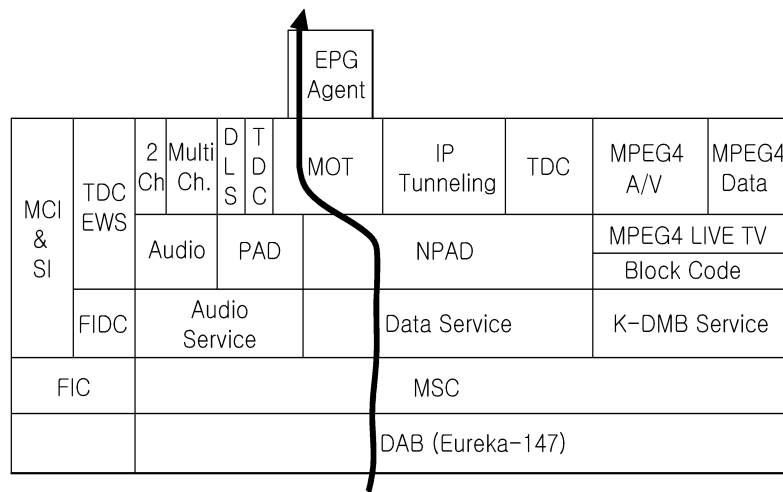 EPG
Agent
MCI
&
SI
TDC
EWS
2
Ch
Multi
Ch.
D
L
S
T
D
C
MOT
IP
Tunneling
TDC
MPEG4
A/V
MPEG4
Data
Audio
PAD
NPAD
MPEG4 LIVE TV
Block Code
FIDC
Audio
Service
Data Service
K-DMB Service
FIC
MSC
DAB (Eureka-147)